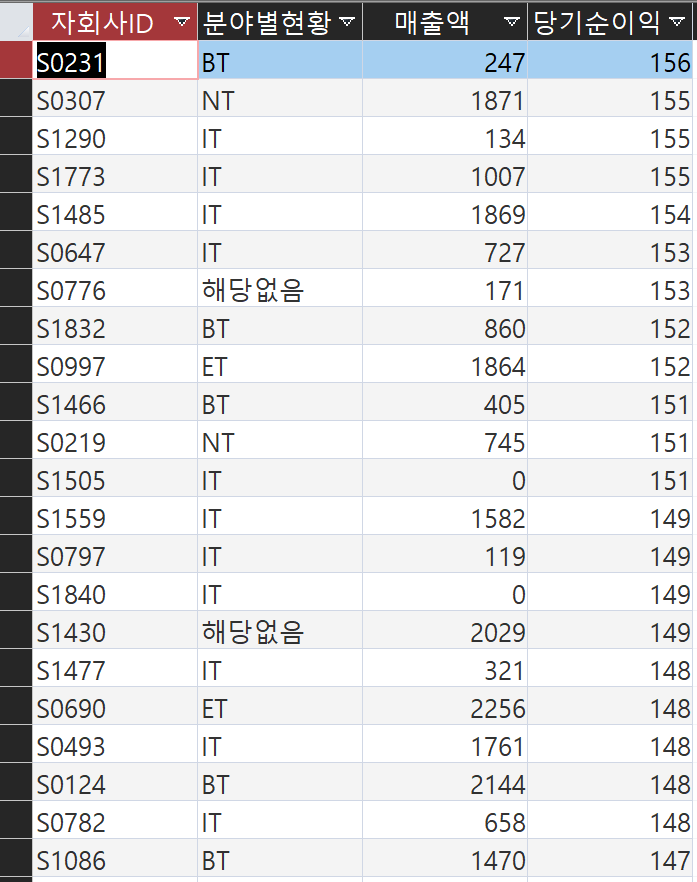 자회사ID 분야별현황 매출액 당기순이익
S0231 BT 247 156
S0307 NT 1871 155
S1290 IT 134 155
S1773 IT 1007 155
S1485 IT 1869 154
S0647 IT 727 153
S0776 해당없음 171 153
S1832 BT 860 152
S0997 ET 1864 152
S1466 BT 405 151
S0219 NT 745 151
S1505 IT 0 151
S1559 IT 1582 149
S0797 IT 119 149
S1840 IT 0 149
S1430 해당없음 2029 149
S1477 IT 321 148
S0690 ET 2256 148
S0493 IT 1761 148
S0124 BT 2144 148
S0782 IT 658 148
S1086 BT 1470 147